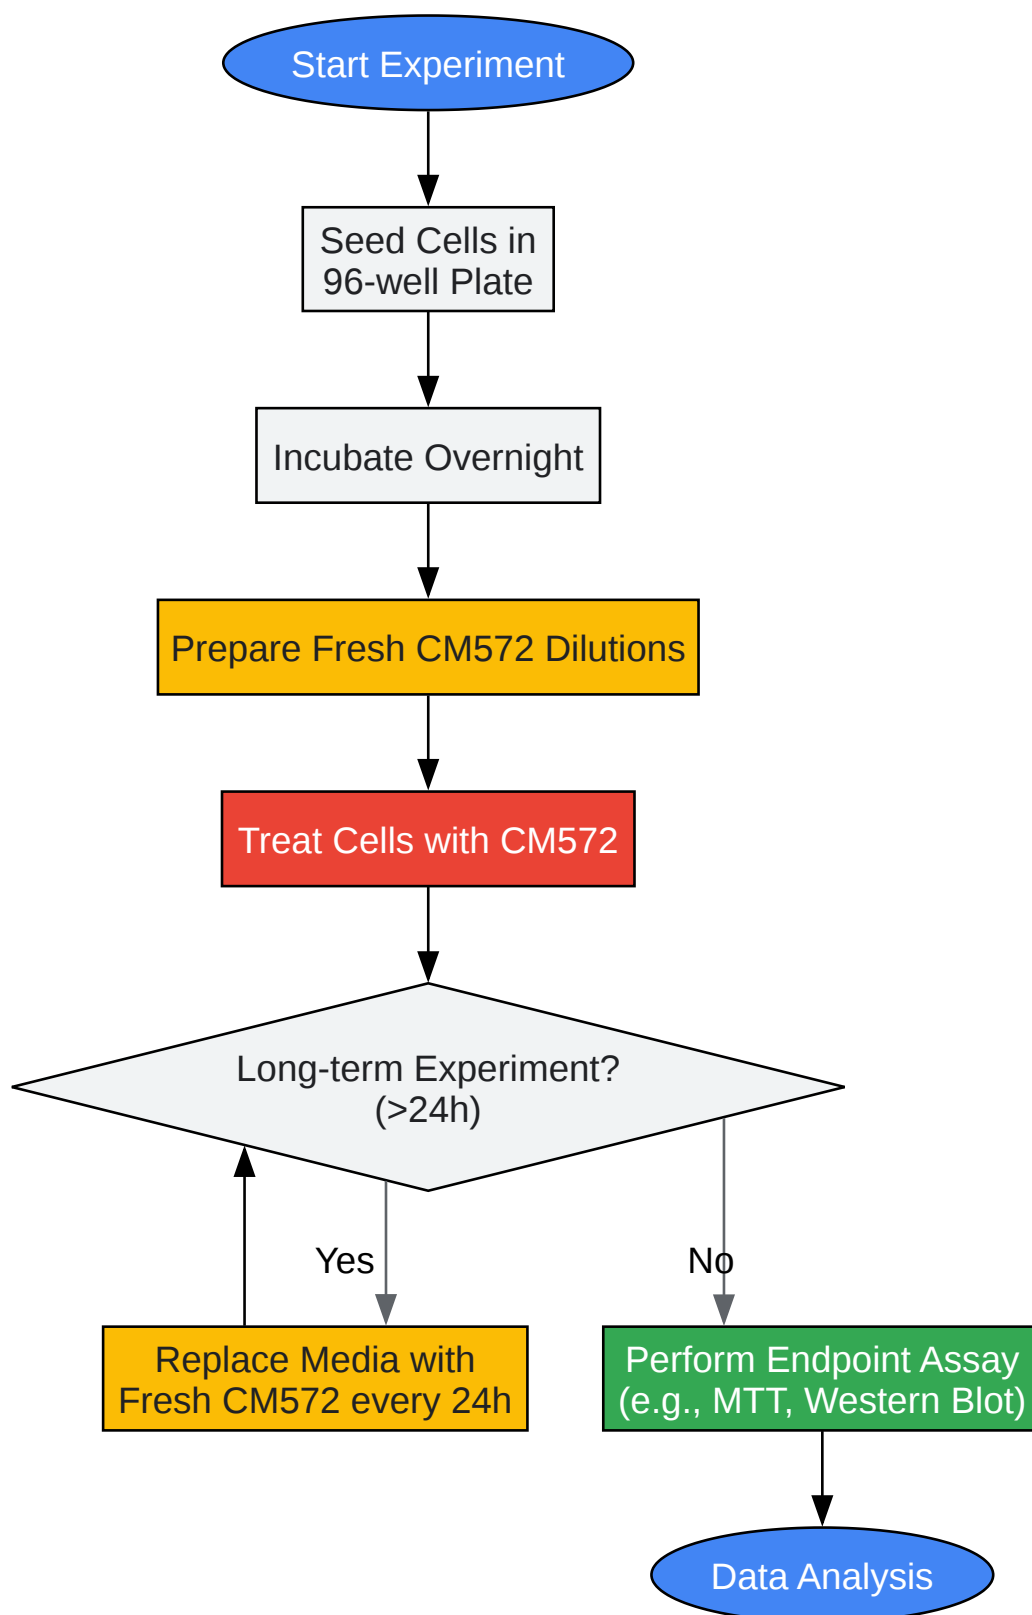 Start Experiment
Seed Cells in
96-well Plate
Incubate Overnight
Prepare Fresh CM572 Dilutions
Treat Cells with CM572
Long-term Experiment?
(>24h)
Yes
No
Replace Media with
Fresh CM572 every 24h
Perform Endpoint Assay
(e.g., MTT, Western Blot)
Data Analysis